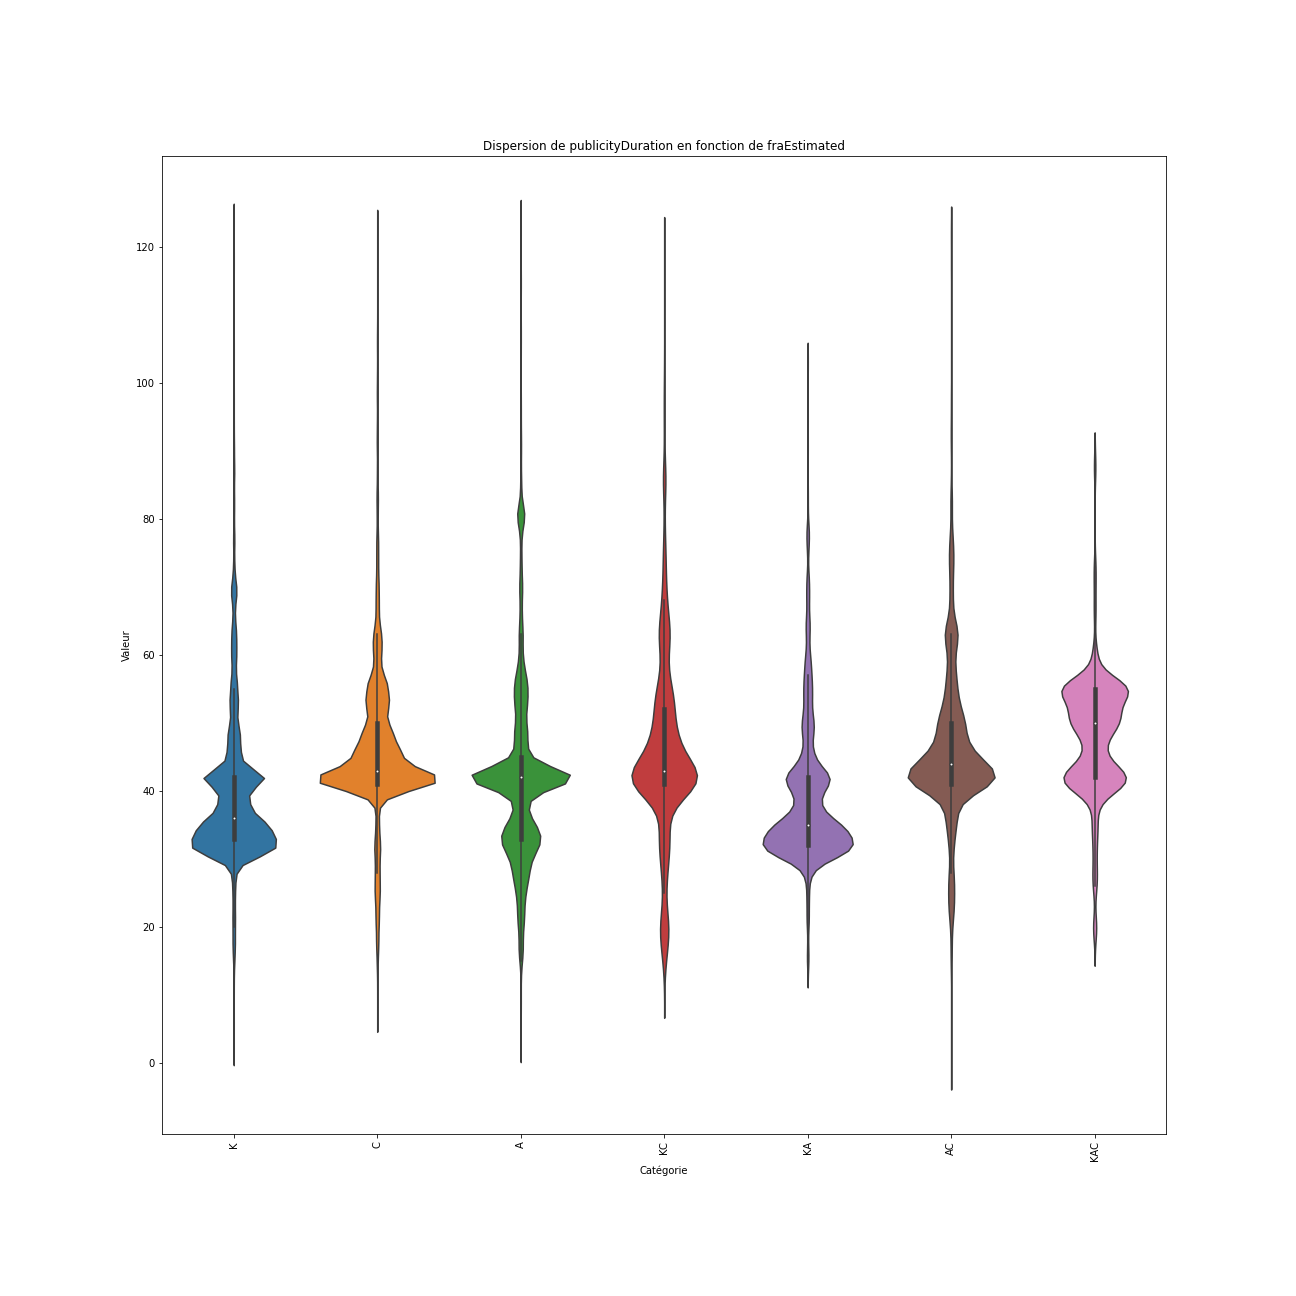 Dispersion de publicityDuration en fonction de fraEstimated
120
100
80
60
40
20
0
Valeur
K
C
A
KC
KA
AC
KAC
Catégorie